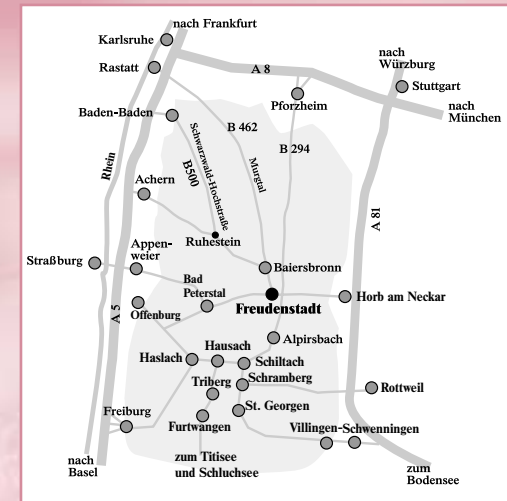 nach Frankfurt
Karlsruhe
Rastatt
A 8
nach
Würzburg
Stuttgart
Pforzheim
nach
München
Baden-Baden
B 462
B 294
Schwarzwald-Hochstraße
B500
Murgtal
Rhein
Achern
A 81
Ruhestein
Appen-
weier
Straßburg
Baiersbronn
Bad
Peterstal
Horb am Neckar
Freudenstadt
A 5
Offenburg
Alpirsbach
Hausach
Haslach
Schiltach
Schramberg
Triberg
Rottweil
St. Georgen
Freiburg
Furtwangen
Villingen-Schwenningen
nach
Basel
zum Titisee
und Schluchsee
zum
Bodensee